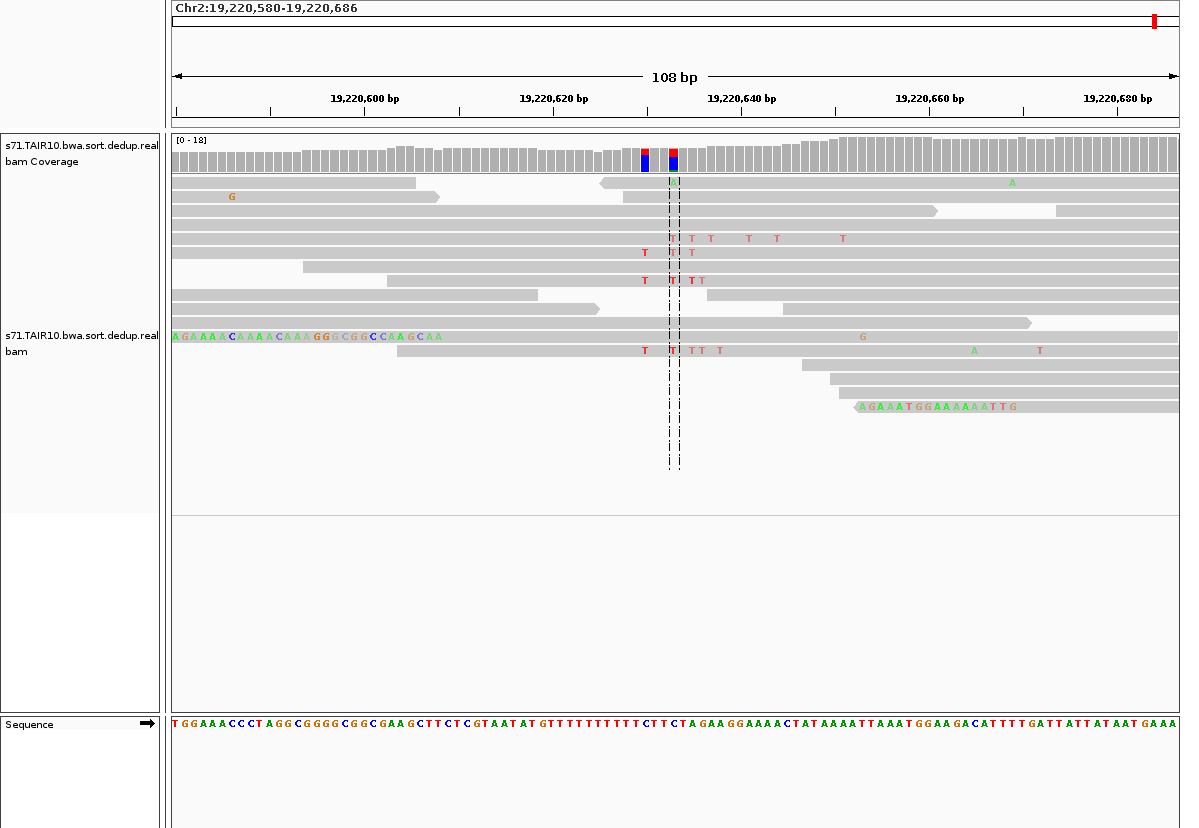 Chr2:19,220,580-19,220,686
108 bp
19,220,600 bp 19,220,620 bp 19,220,640 bp 19,220,660 bp 19,220,680 bp
s71.TAIR10.bwa.sort.dedup.real
bam Coverage
[0 - 18]
A A
G
T T T T T T
T T T
T T T T
s71.TAIR10.bwa.sort.dedup.real
bam
AGAAAACAAAACAAAGGGCGGCCAAGCAA G
T T T T T A T
AGAAATGGAAAAAATTG
Sequence
TGGAAACCCTAGGCGGGGCGGCGAAGCTTCTCGTAATATGTTTTTTTTTTCTTCTAGAAGGAAAACTATAAAATTAAATGGAAGACATTTTGATTATTATAATGAAA